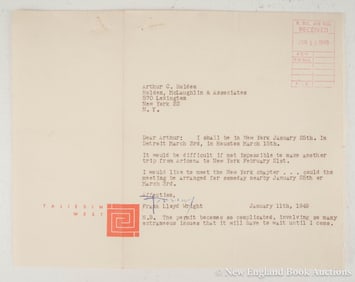 RECEIVED
Arthur C. Holden
Holden, McLaughlin & Associates
570 Lexington
New York 22
N. Y.
Dear Arthur: I shall be in New York January 25th. In
Detroit March 3rd, in Houston March 15th.
It would be difficult if not impossible to make another
trip from Arizona to New York February 21st.
I would like to meet the New York chapter . . . could the
meeting be arranged for someday nearby January 25th or
March 3rd.
Affection,
Frank Lloyd Wright January 11th, 1949
N.B. The permit becomes so complicated, involving so many
extraneous issues that it will have to wait until I come.
TALIESIN
WEST
© New England Book Auctions